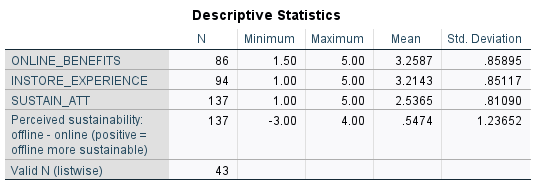 Descriptive Statistics
N Minimum Maximum Mean Std. Deviation
ONLINE_BENEFITS 86 1.50 5.00 3.2587 .85895
INSTORE_EXPERIENCE 94 1.00 5.00 3.2143 .85117
SUSTAIN_ATT 137 1.00 5.00 2.5365 .81090
Perceived sustainability: 137 -3.00 4.00 .5474 1.23652
offline - online (positive =
offline more sustainable)
Valid N (listwise) 43